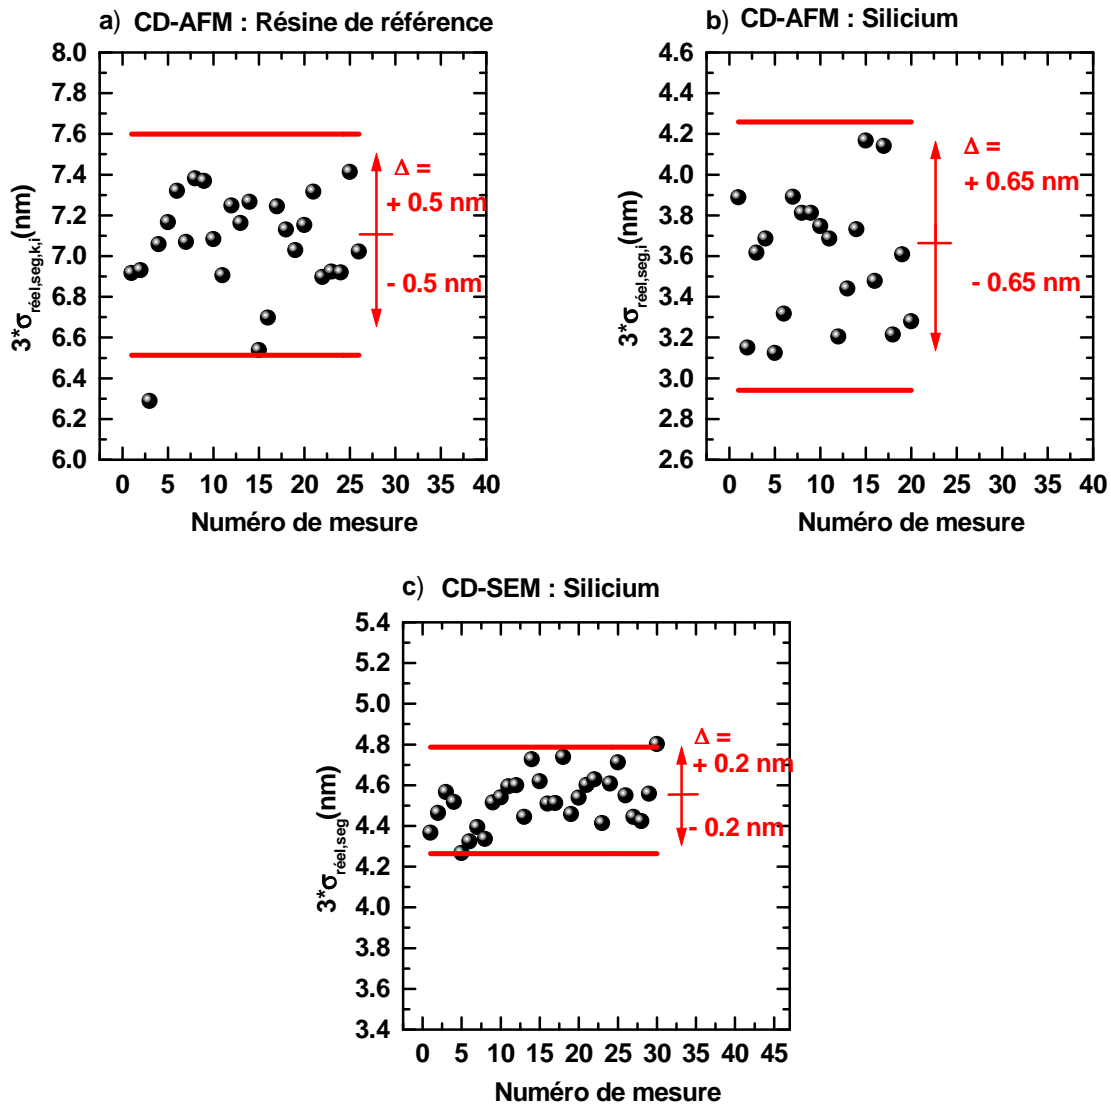 a) CD-AFM : Résine de référence
8.0
7.8
7.6
7.4
7.2
7.0
6.8
6.6
6.4
6.2
6.0
3*σréel,seg,k,i(nm)
Δ =
+ 0.5 nm
- 0.5 nm
0 5 10 15 20 25 30 35 40
Numéro de mesure
b) CD-AFM : Silicium
4.6
4.4
4.2
4.0
3.8
3.6
3.4
3.2
3.0
2.8
2.6
3*σréel,seg,i(nm)
Δ =
+ 0.65 nm
- 0.65 nm
0 5 10 15 20 25 30 35 40
Numéro de mesure
c) CD-SEM : Silicium
5.4
5.2
5.0
4.8
4.6
4.4
4.2
4.0
3.8
3.6
3.4
3*σréel,seg(nm)
Δ =
+ 0.2 nm
- 0.2 nm
0 5 10 15 20 25 30 35 40 45
Numéro de mesure